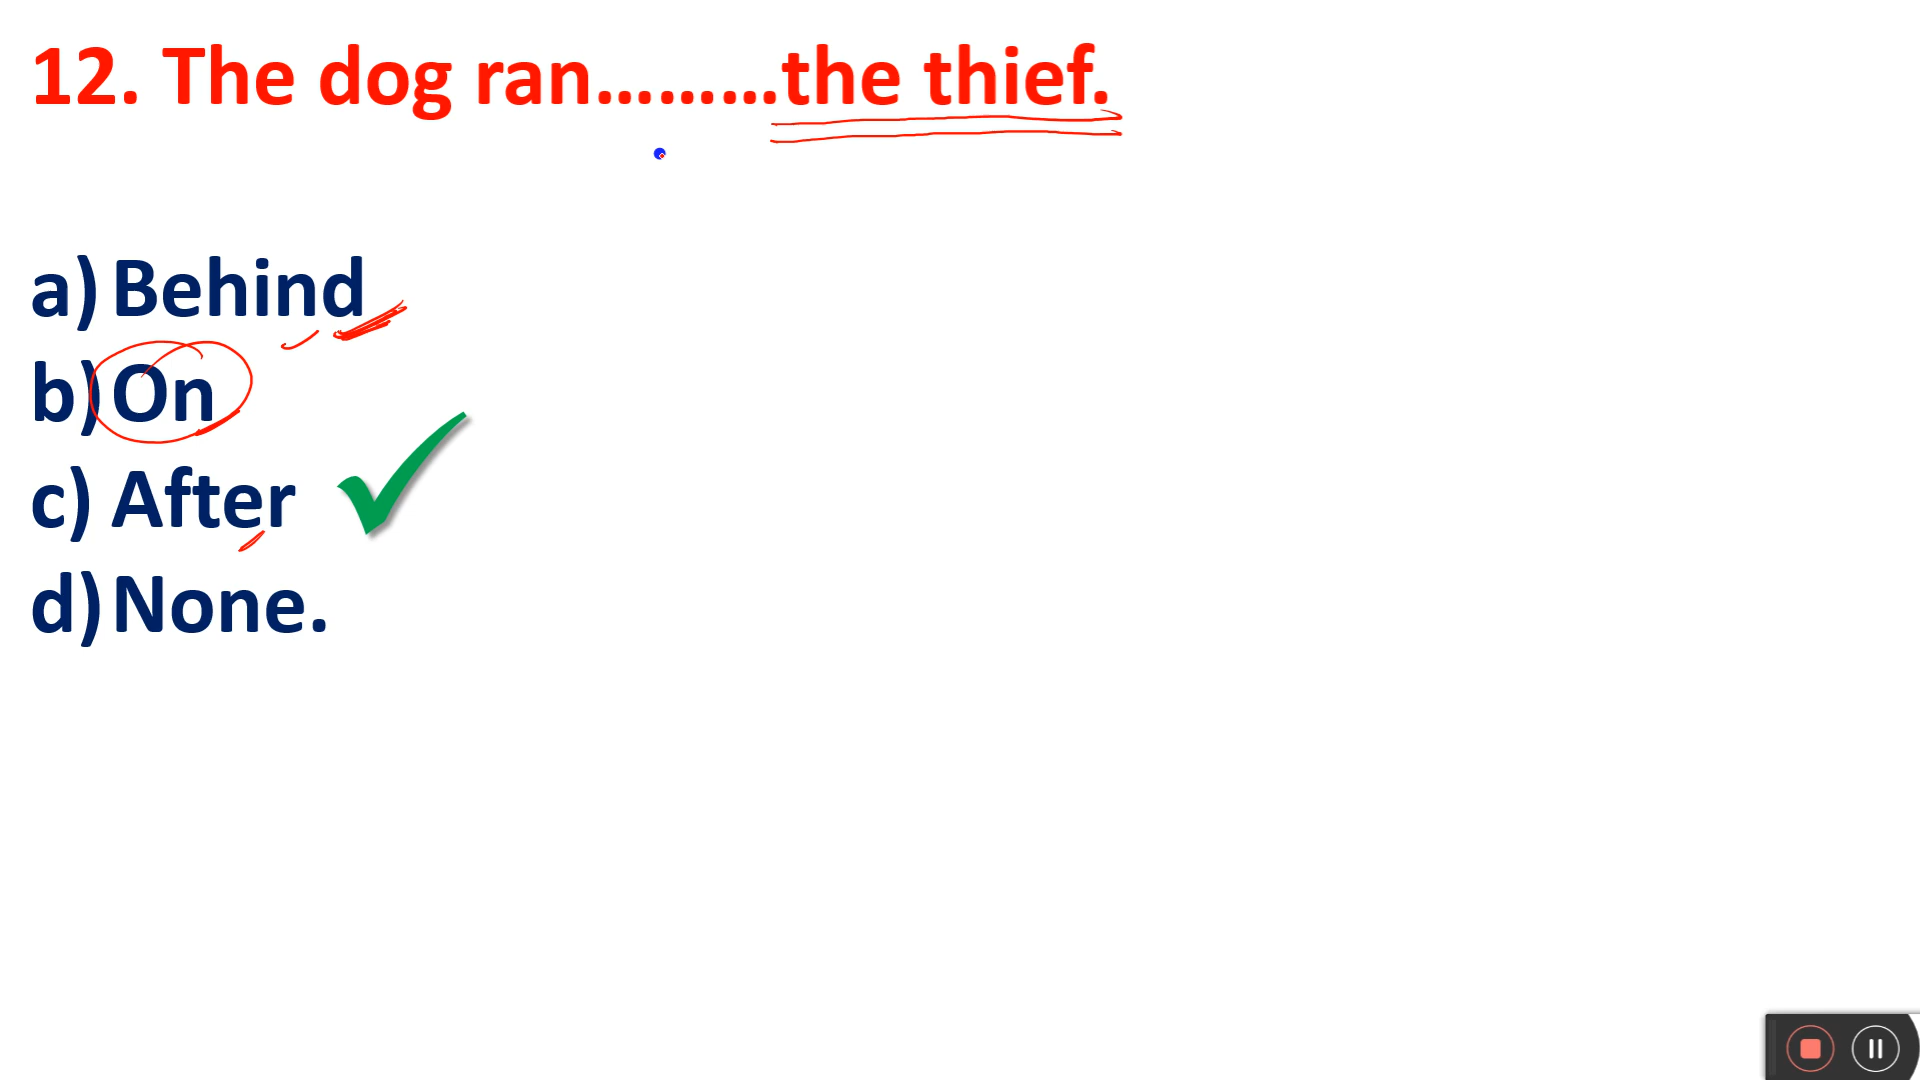 12. The dog ran.........the thief.
a) Behind
b) On
c) After
d) None.